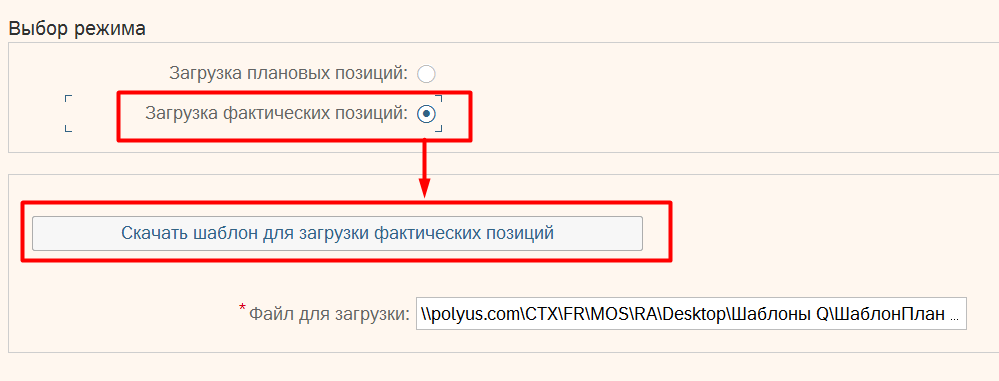 Выбор режима
Загрузка плановых позиций:
Загрузка фактических позиций:
Скачать шаблон для загрузки фактических позиций
* Файл для загрузки: \\polyus.com\CTX\FR\MOS\RA\Desktop\Шаблоны Q\ШаблонПлан ...